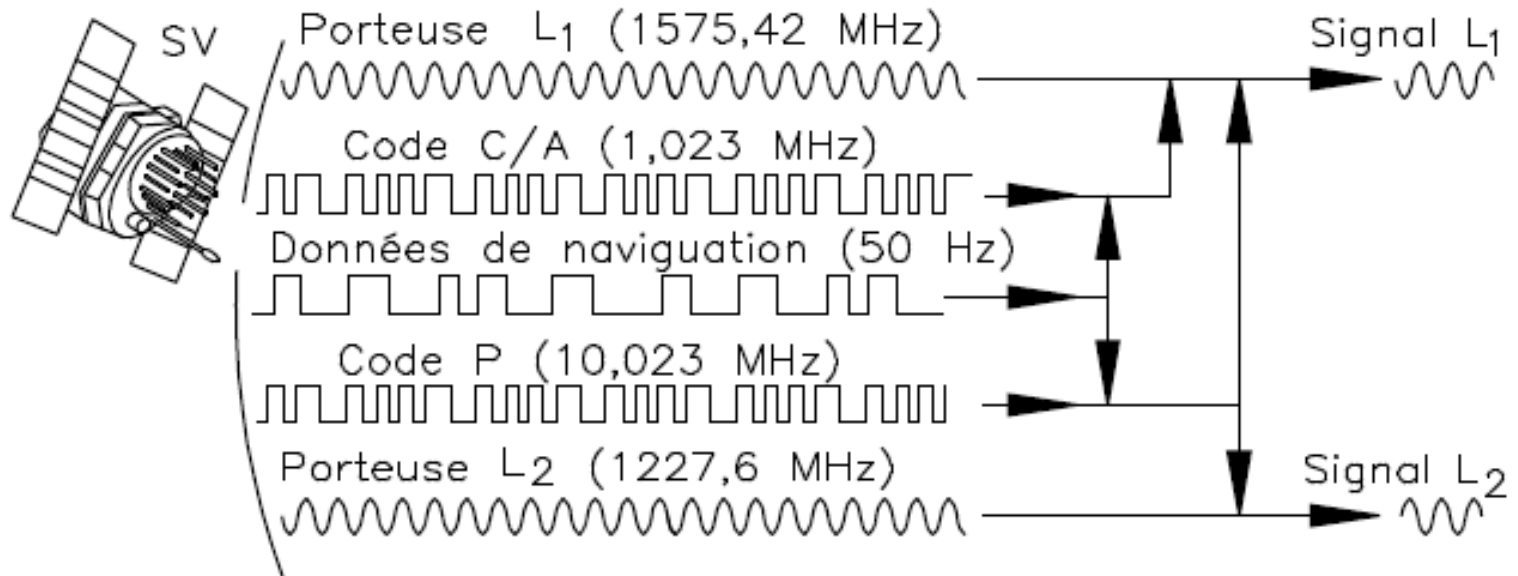 SV
Porteuse L1 (1575,42 MHz)
Signal L1
Code C/A (1,023 MHz)
Données de naviguation (50 Hz)
Code P (10,023 MHz)
Porteuse L2 (1227,6 MHz)
Signal L2